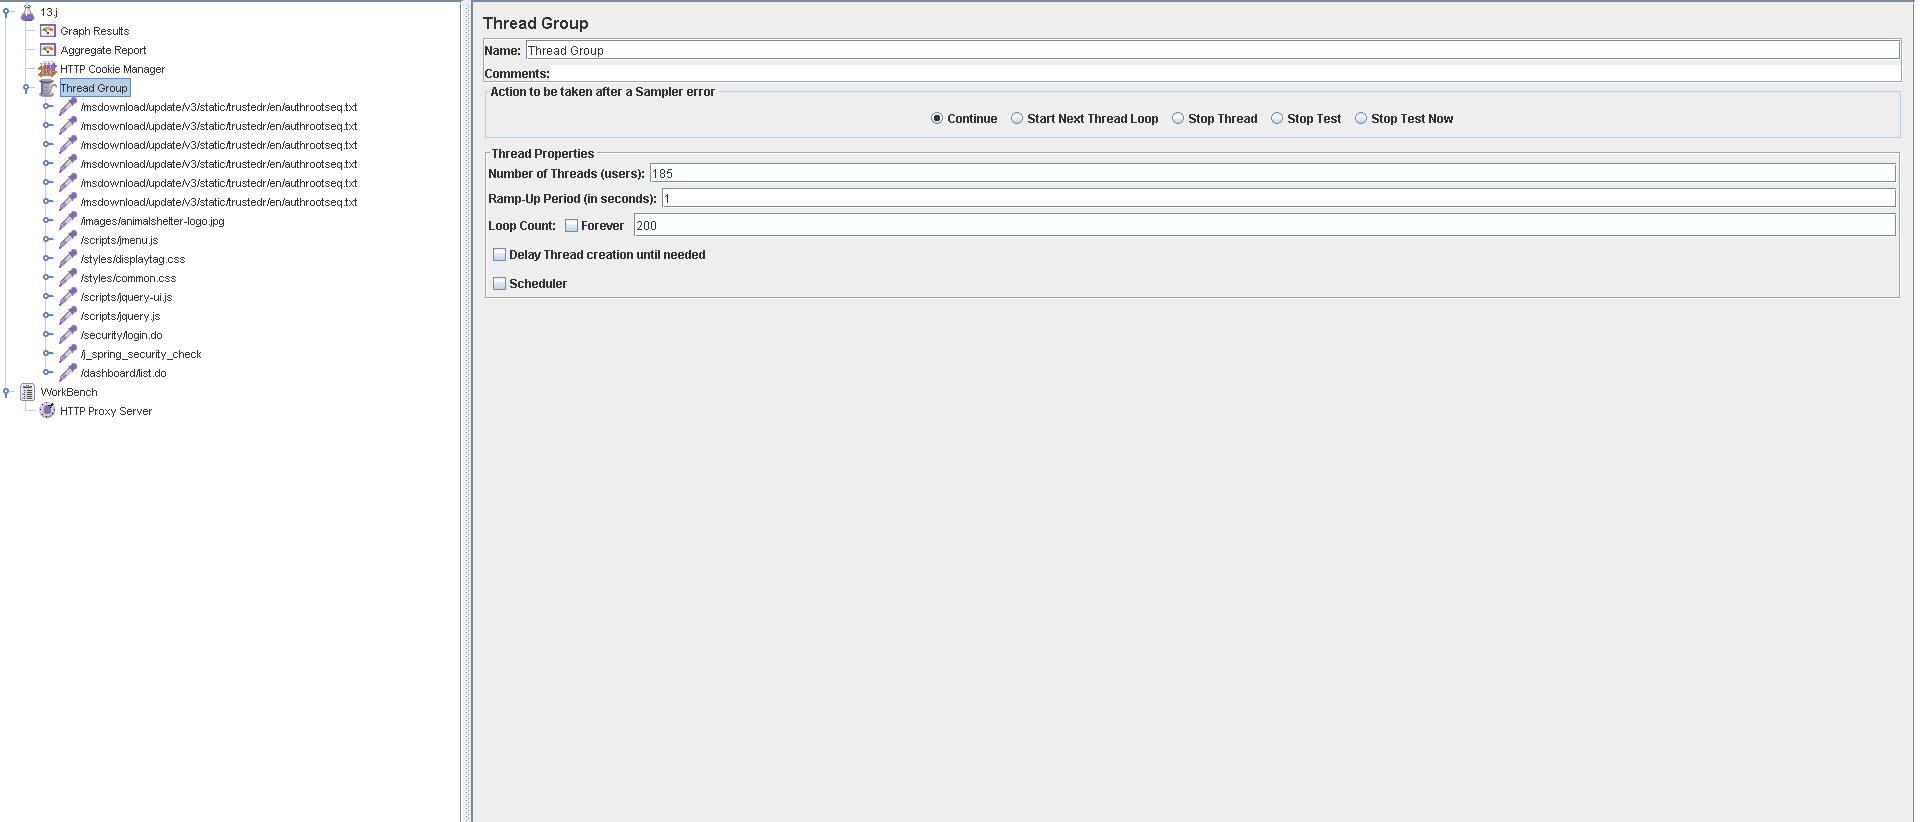 13.j
Graph Results
Aggregate Report
HTTP Cookie Manager
Thread Group
/msdownload/update/v3/static/trustedr/en/authrootseq.txt
/msdownload/update/v3/static/trustedr/en/authrootseq.txt
/msdownload/update/v3/static/trustedr/en/authrootseq.txt
/msdownload/update/v3/static/trustedr/en/authrootseq.txt
/msdownload/update/v3/static/trustedr/en/authrootseq.txt
/msdownload/update/v3/static/trustedr/en/authrootseq.txt
/images/animalshelter-logo.jpg
/scripts/jmenu.js
/styles/displaytag.css
/styles/common.css
/scripts/jquery-ui.js
/scripts/jquery.js
/security/login.do
/j_spring_security_check
/dashboard/list.do
WorkBench
HTTP Proxy Server
Thread Group
Name: Thread Group
Comments:
Action to be taken after a Sampler error
Continue Start Next Thread Loop Stop Thread Stop Test Stop Test Now
Thread Properties
Number of Threads (users): 185
Ramp-Up Period (in seconds): 1
Loop Count: Forever 200
Delay Thread creation until needed
Scheduler